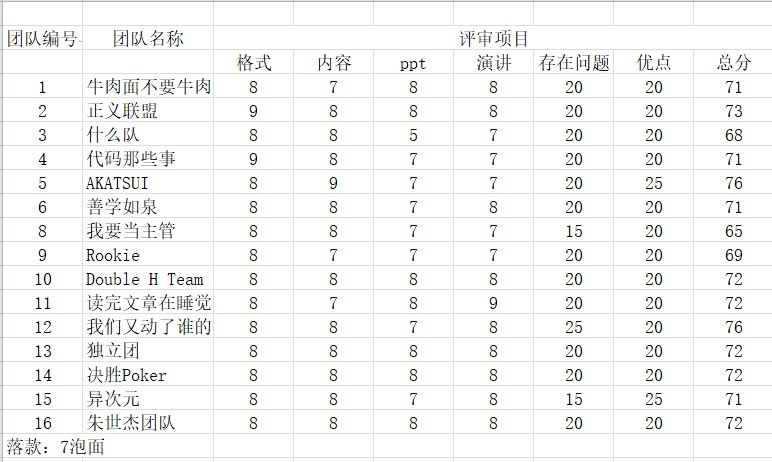 团队编号 团队名称 评审项目
格式 内容 ppt 演讲 存在问题 优点 总分
1 牛肉面不要牛肉 8 7 8 8 20 20 71
2 正义联盟 9 8 8 8 20 20 73
3 什么队 8 8 5 7 20 20 68
4 代码那些事 9 8 7 7 20 20 71
5 AKATSUI 8 9 7 7 20 25 76
6 善学如泉 8 8 7 8 20 20 71
8 我要当主管 8 8 7 7 15 20 65
9 Rookie 8 7 7 7 20 20 69
10 Double H Team 8 8 8 8 20 20 72
11 读完文章在睡觉 8 7 8 9 20 20 72
12 我们又动了谁的 8 8 7 8 25 20 76
13 独立团 8 8 8 8 20 20 72
14 决胜Poker 8 8 8 8 20 20 72
15 异次元 8 8 7 8 15 25 71
16 朱世杰团队 8 8 8 8 20 20 72
落款：7泡面